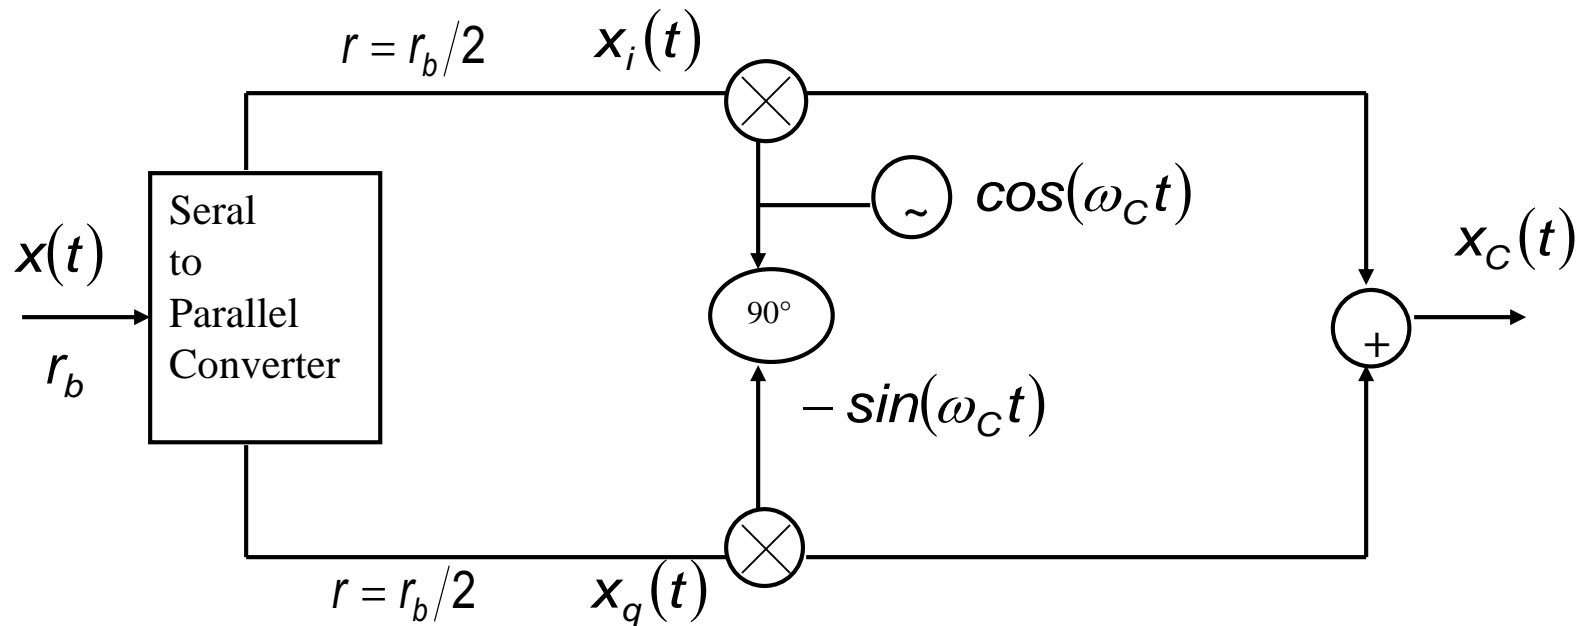 r = r_b/2
x_i(t)
cos(ω_C t)
x(t)
r_b
Seral
to
Parallel
Converter
90°
x_C(t)
~
+
– sin(ω_C t)
r = r_b/2
x_q(t)